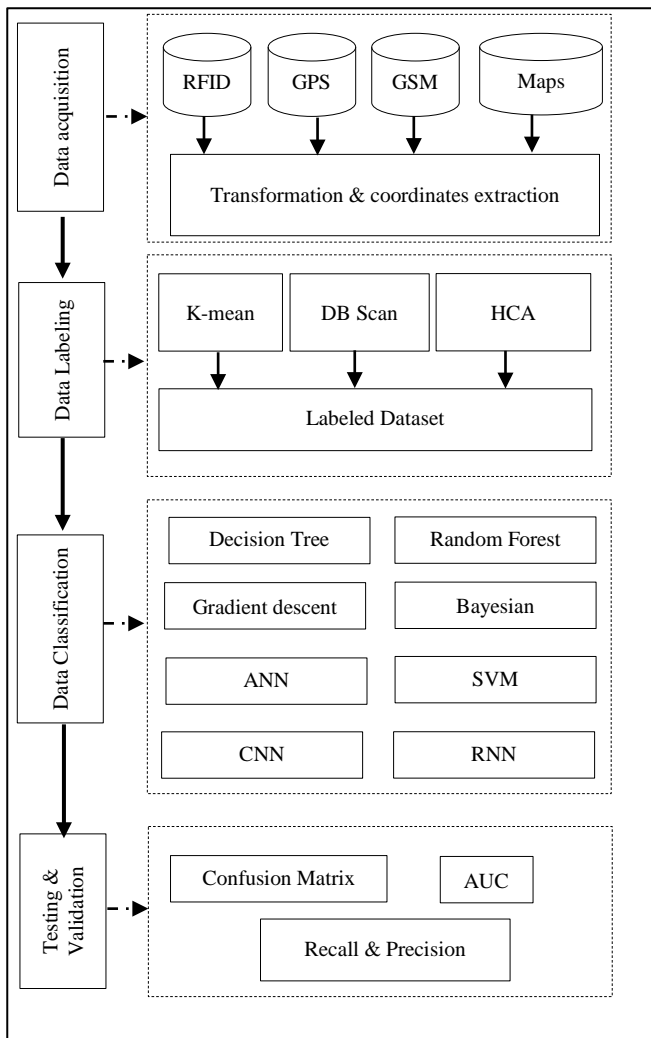 Data acquisition
RFID
GPS
GSM
Maps
Transformation & coordinates extraction
Data Labeling
K-mean
DB Scan
HCA
Labeled Dataset
Data Classification
Decision Tree
Random Forest
Gradient descent
Bayesian
ANN
SVM
CNN
RNN
Testing &
Validation
Confusion Matrix
AUC
Recall & Precision